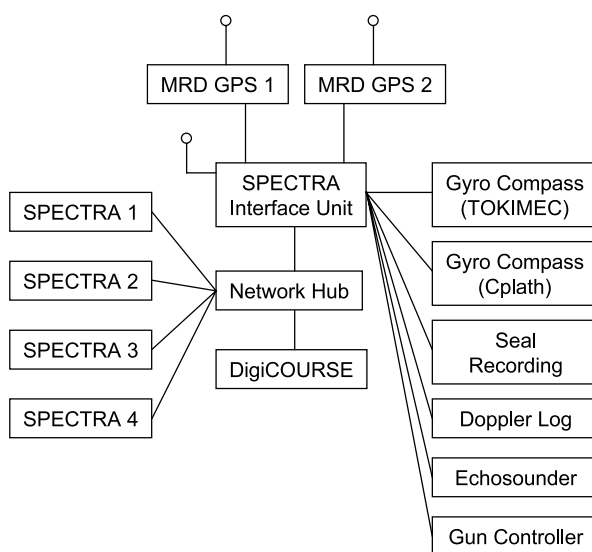 MRD GPS 1
MRD GPS 2
SPECTRA
Interface Unit
SPECTRA 1
SPECTRA 2
SPECTRA 3
SPECTRA 4
Network Hub
DigiCOURSE
Gyro Compass
(TOKIMEC)
Gyro Compass
(Cplath)
Seal
Recording
Doppler Log
Echosounder
Gun Controller